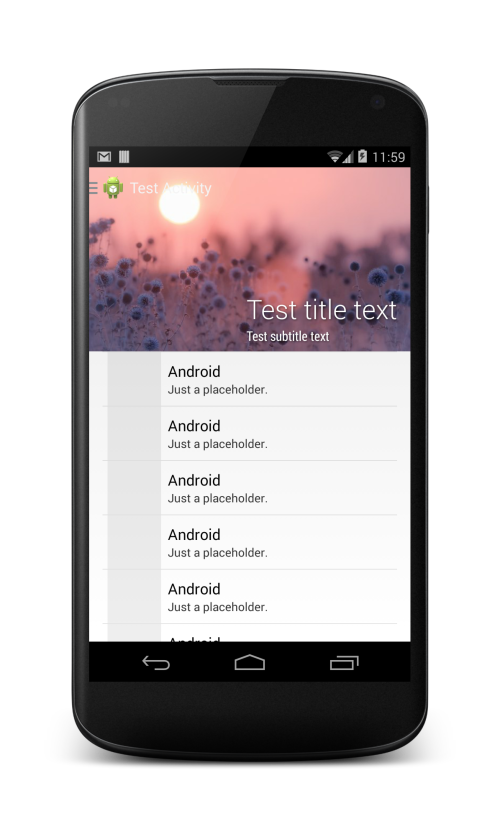 11:59
Test Activity
Test title text
Test subtitle text
Android
Just a placeholder.
Android
Just a placeholder.
Android
Just a placeholder.
Android
Just a placeholder.
Android
Just a placeholder.
Android